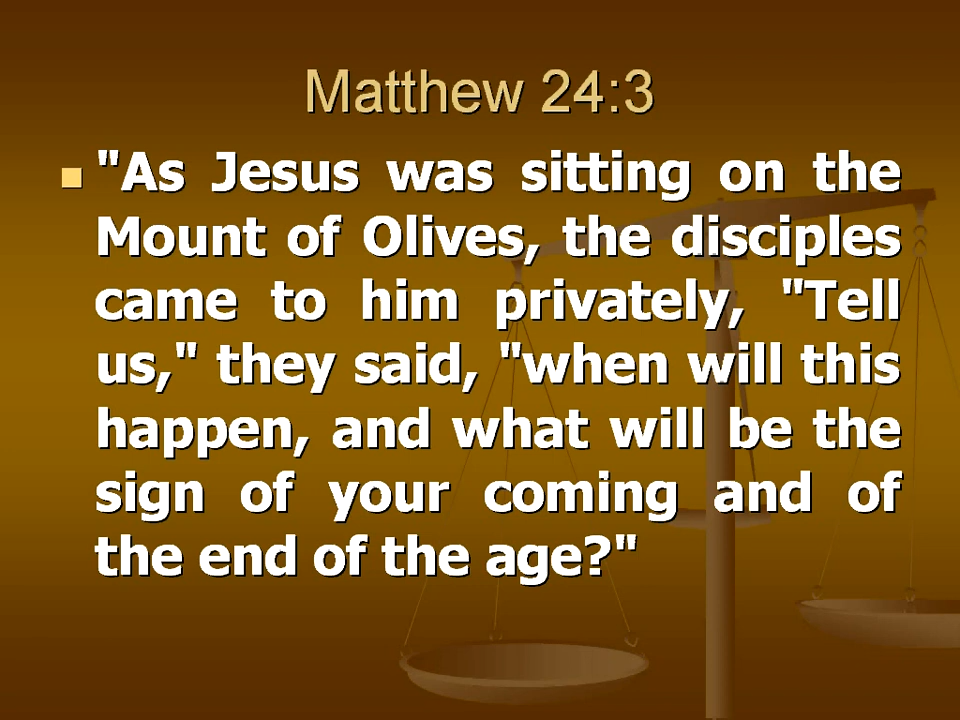 Matthew 24:3
"As Jesus was sitting on the
Mount of Olives, the disciples
came to him privately, "Tell
us," they said, "when will this
happen, and what will be the
sign of your coming and of
the end of the age?"